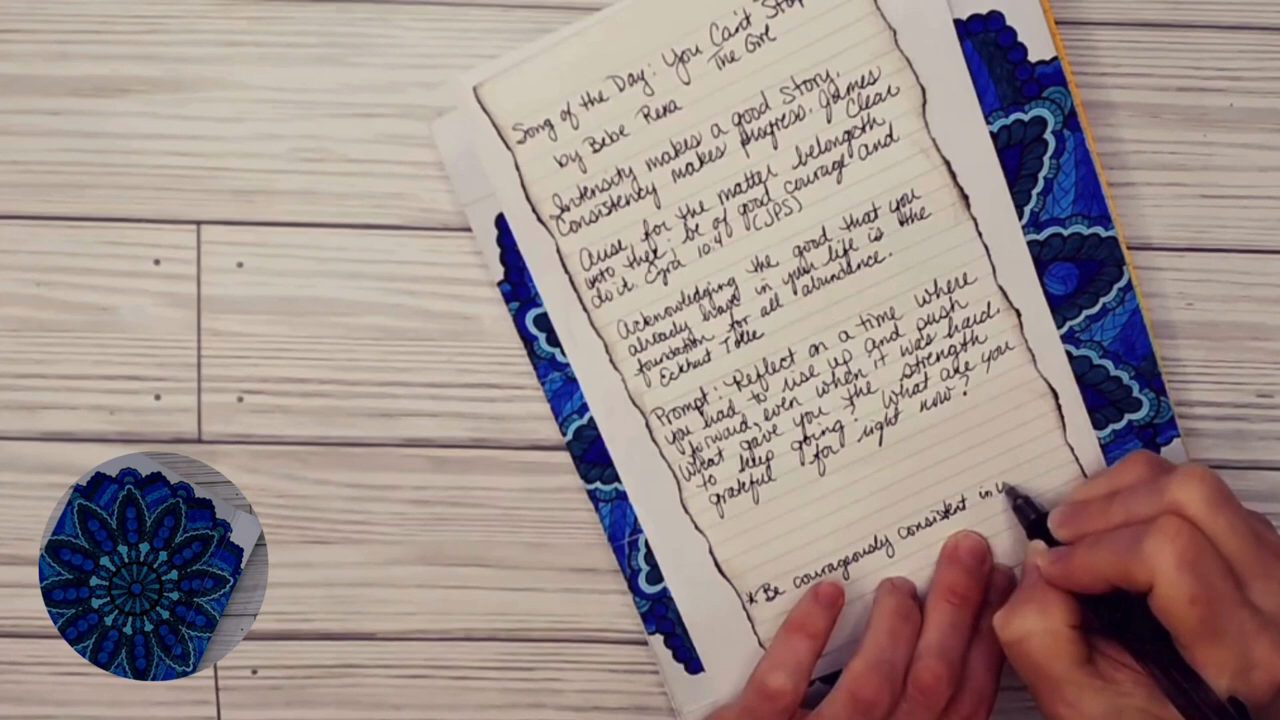 Song of the Day: You Can't Stop
The Girl
by Bebe Rexa
Intensity makes a good story.
Consistency makes progress. James
Clear
Arise, for the matter belongeth
unto thee; be of good courage and
do it. Ezra 10:4 (JPS)
Acknowledging the good that you
already have in your life is the
foundation for all abundance.
Eckhart Tolle
Prompt: Reflect on a time where
you had to rise up and push
forward, even when it was hard.
What gave you the strength
to keep going? What are you
grateful for right now?
*Be courageously consistent in y